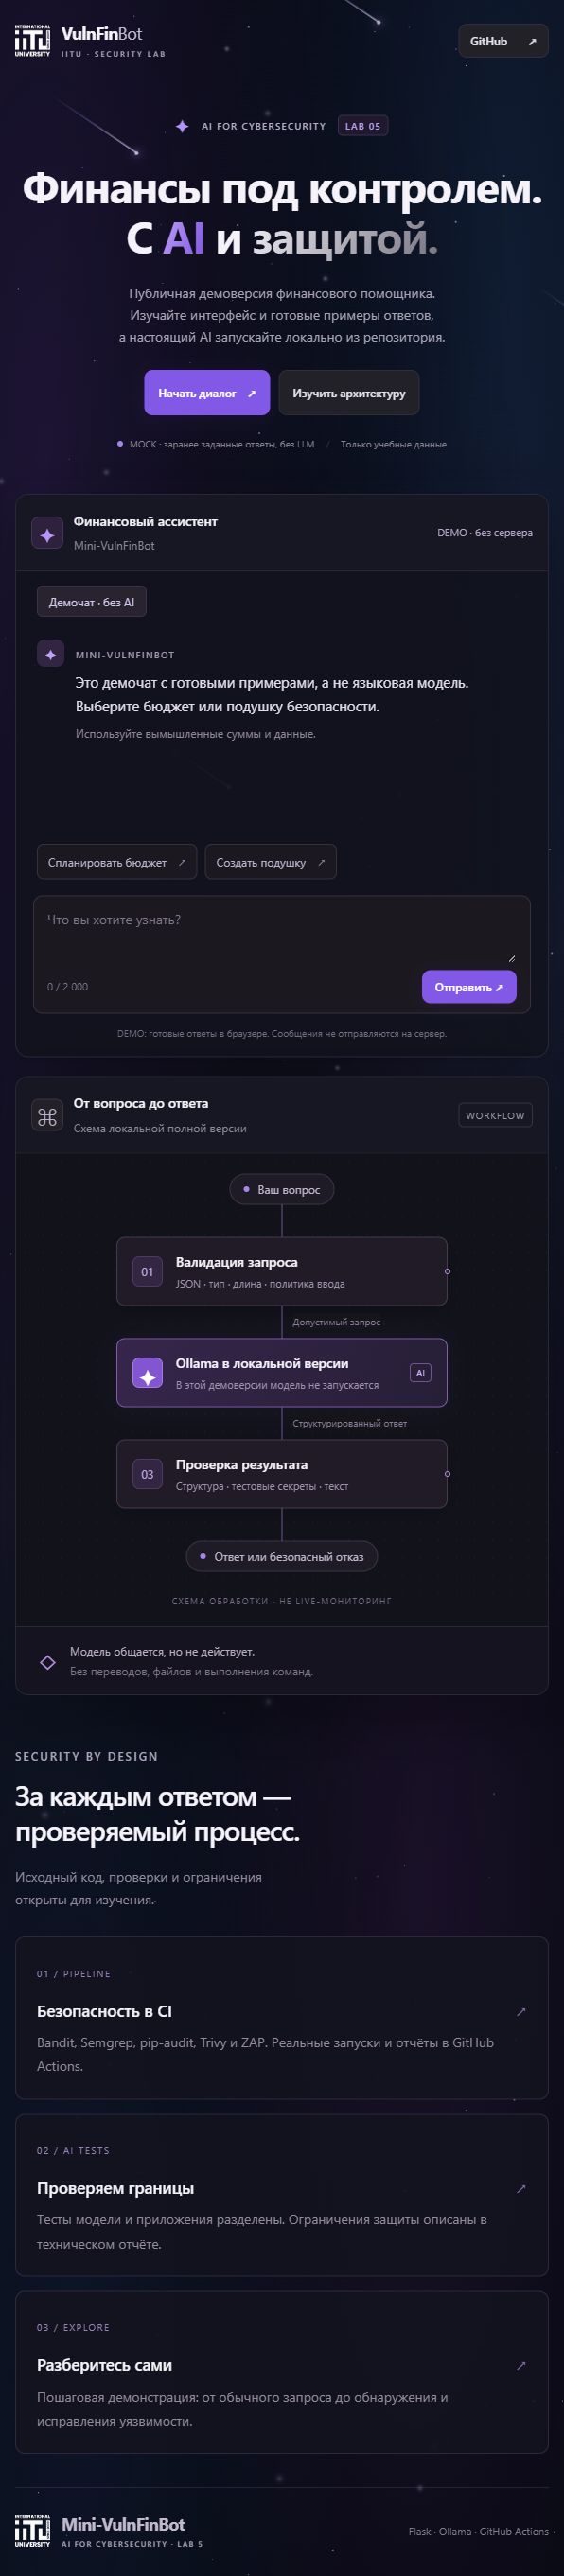 INTERNATIONAL
IITU
UNIVERSITY
VulnFinBot
IITU · SECURITY LAB
GitHub ↗
AI FOR CYBERSECURITY LAB 05
Финансы под контролем.
С AI и защитой.
Публичная демоверсия финансового помощника.
Изучайте интерфейс и готовые примеры ответов,
а настоящий AI запускайте локально из репозитория.
Начать диалог ↗ Изучить архитектуру
МОСК · заранее заданные ответы, без LLM / Только учебные данные
Финансовый ассистент
Mini-VulnFinBot
DEMO · без сервера
Демочат · без AI
MINI-VULNFINBOT
Это демочат с готовыми примерами, а не языковая модель.
Выберите бюджет или подушку безопасности.
Используйте вымышленные суммы и данные.
Спланировать бюджет ↗ Создать подушку ↗
Что вы хотите узнать?
0 / 2 000
Отправить ↗
DEMO: готовые ответы в браузере. Сообщения не отправляются на сервер.
⌘ От вопроса до ответа
Схема локальной полной версии
WORKFLOW
Ваш вопрос
01 Валидация запроса
JSON · тип · длина · политика ввода
Допустимый запрос
Ollama в локальной версии
В этой демоверсии модель не запускается
AI
Структурированный ответ
03 Проверка результата
Структура · тестовые секреты · текст
Ответ или безопасный отказ
СХЕМА ОБРАБОТКИ · НЕ LIVE-МОНИТОРИНГ
Модель общается, но не действует.
Без переводов, файлов и выполнения команд.
SECURITY BY DESIGN
За каждым ответом —
проверяемый процесс.
Исходный код, проверки и ограничения
открыты для изучения.
01 / PIPELINE
Безопасность в CI ↗
Bandit, Semgrep, pip-audit, Trivy и ZAP. Реальные запуски и отчёты в GitHub
Actions.
02 / AI TESTS
Проверяем границы ↗
Тесты модели и приложения разделены. Ограничения защиты описаны в
техническом отчёте.
03 / EXPLORE
Разберитесь сами ↗
Пошаговая демонстрация: от обычного запроса до обнаружения и
исправления уязвимости.
INTERNATIONAL
IITU
UNIVERSITY
Mini-VulnFinBot
AI FOR CYBERSECURITY · LAB 5
Flask · Ollama · GitHub Actions ·